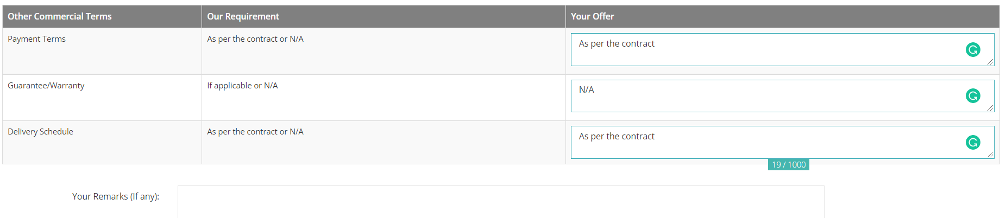 Other Commercial Terms Our Requirement Your Offer
Payment Terms As per the contract or N/A As per the contract
Guarantee/Warranty If applicable or N/A N/A
Delivery Schedule As per the contract or N/A As per the contract
19 / 1000
Your Remarks (If any):